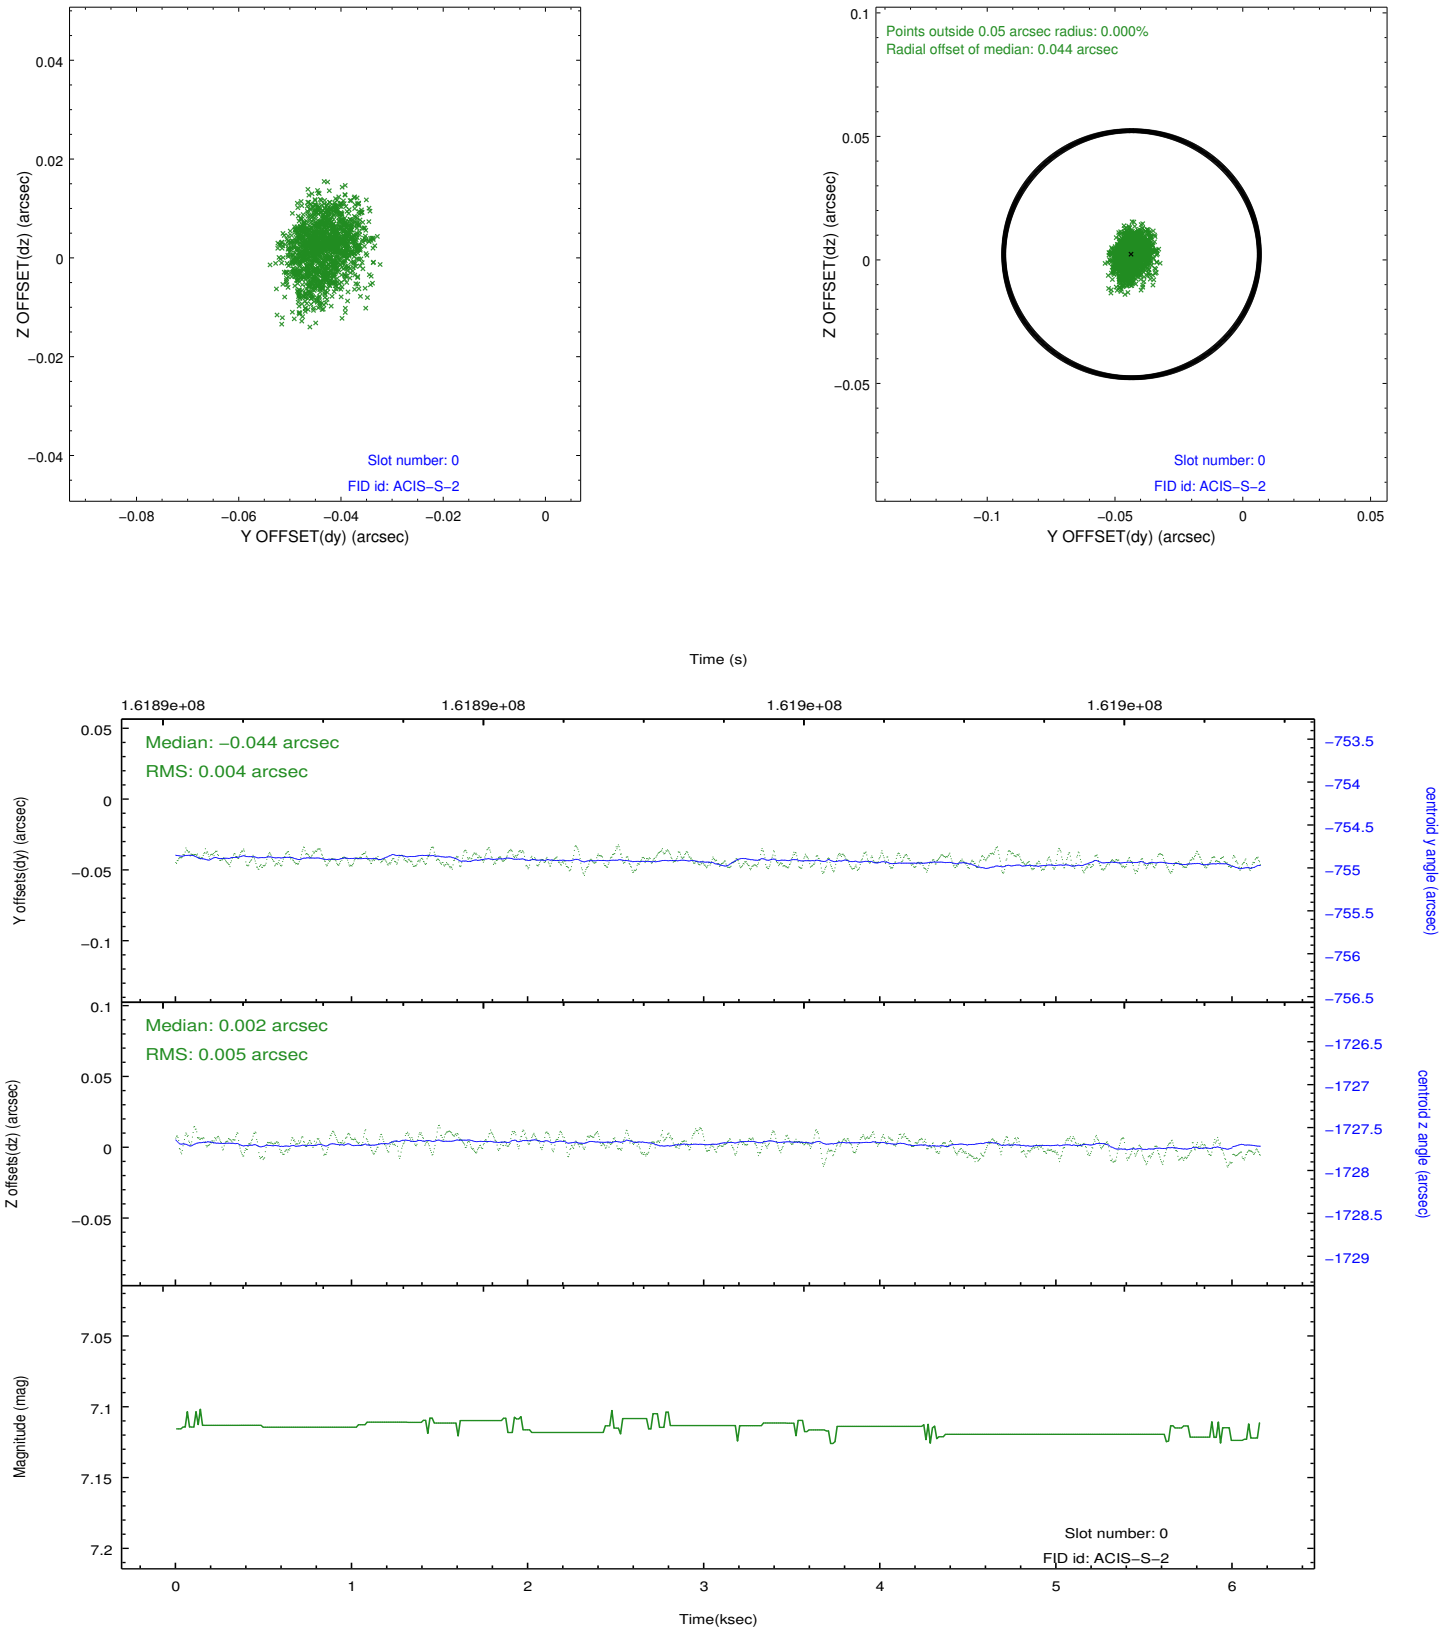 0.04
0.02
0
−0.02
−0.04
Z OFFSET(dz) (arcsec)
Slot number: 0
FID id: ACIS−S−2
−0.08
−0.06
−0.04
−0.02
0
Y OFFSET(dy) (arcsec)
0.1
0.05
0
−0.05
Z OFFSET(dz) (arcsec)
Points outside 0.05 arcsec radius: 0.000%
Radial offset of median: 0.044 arcsec
Slot number: 0
FID id: ACIS−S−2
−0.1
−0.05
0
0.05
Y OFFSET(dy) (arcsec)
Time (s)
1.6189e+08
1.6189e+08
1.619e+08
1.619e+08
0.05
0
−0.05
−0.1
Y offsets(dy) (arcsec)
Median: −0.044 arcsec
RMS: 0.004 arcsec
−753.5
−754
−754.5
−755
−755.5
−756
−756.5
centroid y angle (arcsec)
0.1
0.05
0
−0.05
Z offsets(dz) (arcsec)
Median: 0.002 arcsec
RMS: 0.005 arcsec
−1726.5
−1727
−1727.5
−1728
−1728.5
−1729
centroid z angle (arcsec)
7.05
7.1
7.15
7.2
Magnitude (mag)
Slot number: 0
FID id: ACIS−S−2
0
1
2
3
4
5
6
Time(ksec)